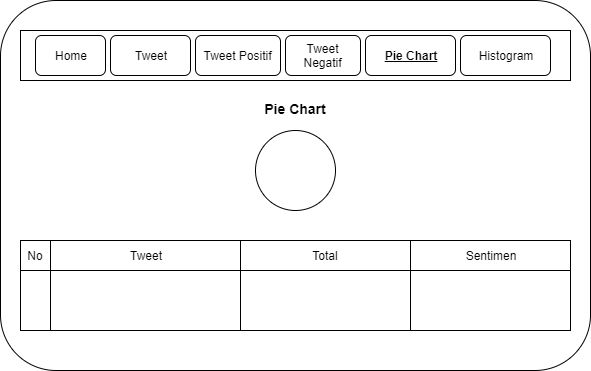 Home
Tweet
Tweet Positif
Tweet
Negatif
Pie Chart
Histogram
Pie Chart
No
Tweet
Total
Sentimen